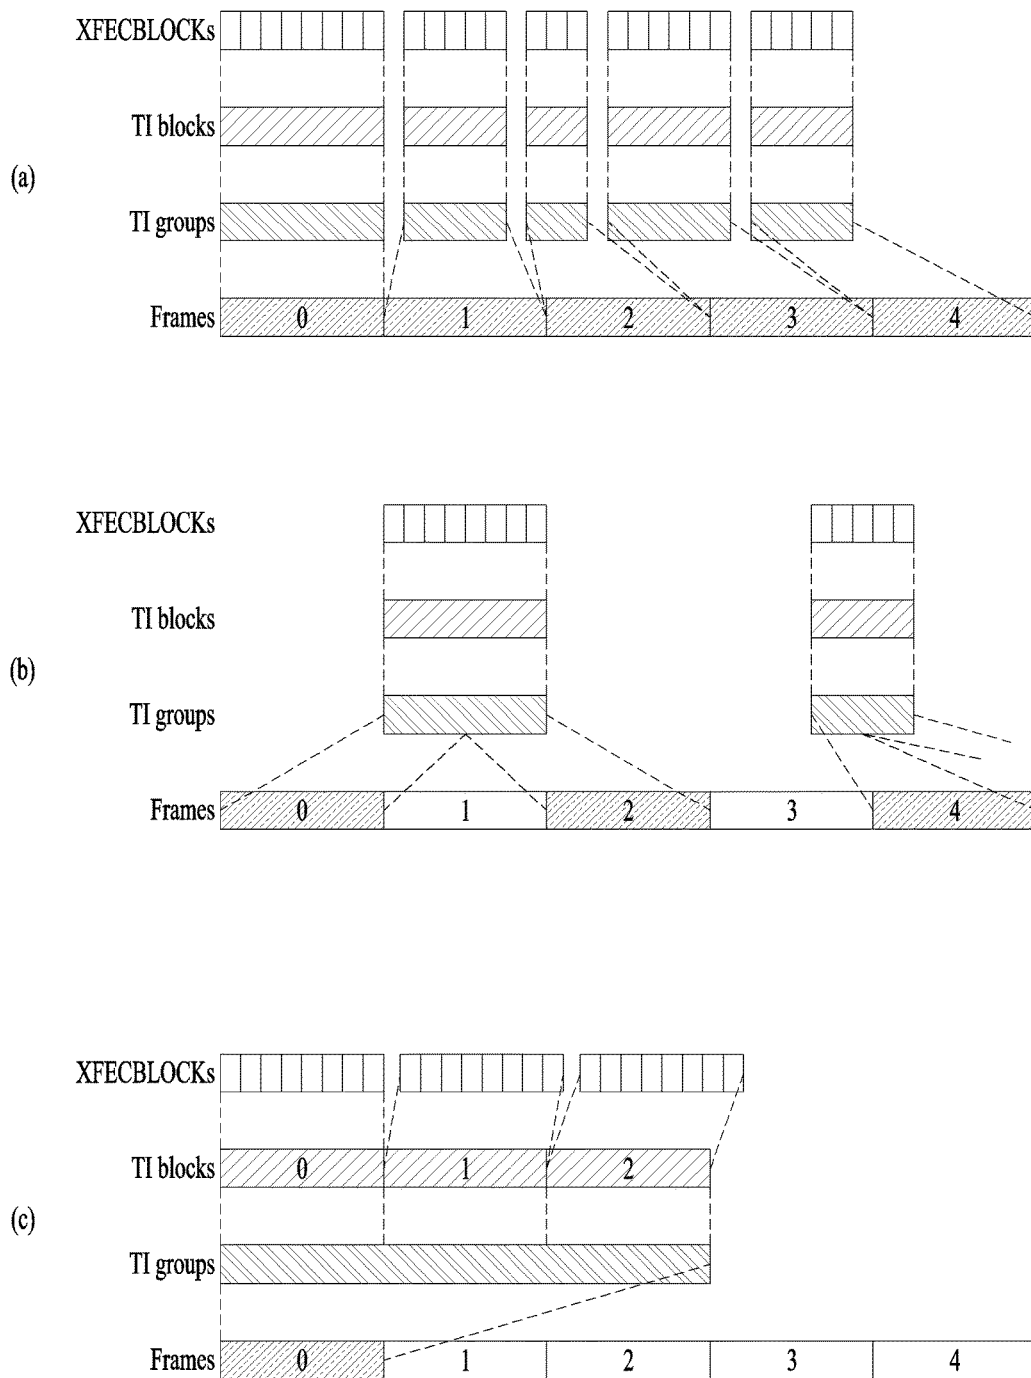 XFECBLOCKs
TI blocks
(a)
TI groups
Frames 0 1 2 3 4
XFECBLOCKs
TI blocks
(b)
TI groups
Frames 0 1 2 3 4
XFECBLOCKs
TI blocks 0 1 2
(c)
TI groups
Frames 0 1 2 3 4